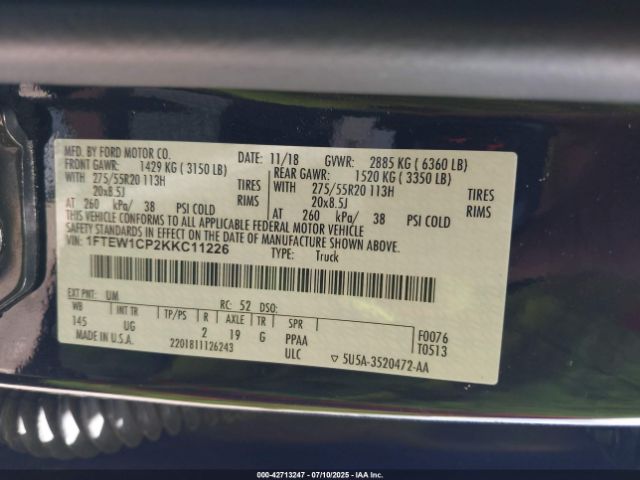 MFD. BY FORD MOTOR CO. 11/18 GVWR: 2885 KG ( 6360 LB)
FRONT GAWR: 1429 KG ( 3150 LB) REAR GAWR: 1520 KG ( 3350 LB)
WITH 275/55R20 113H TIRES WITH 275/55R20 113H TIRES
20x8.5J RIMS 20x8.5J RIMS
AT 260 kPa/ 38 PSI COLD AT 260 kPa/ 38 PSI COLD
THIS VEHICLE CONFORMS TO ALL APPLICABLE FEDERAL MOTOR VEHICLE
SAFETY STANDARDS IN EFFECT ON THE DATE OF MANUFACTURE SHOWN ABOVE.
VIN: 1FTEW1CP2KKC11226 TYPE: Truck
EXT PNT: UM RC: 52 DSO:
WB INT TR TP/PS R AXLE TR SPR F0076
145 UG 2 19 G PPAA T0513
MADE IN U.S.A. 2201811126243 ULC ▽ 5U5A-3520472-AA
000-42713247 - 07/10/2025 - IAAI, Inc.